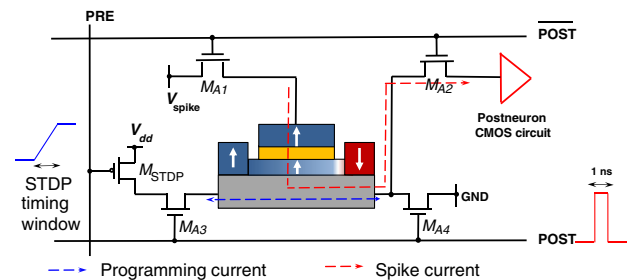 PRE
POST
M_A1
M_A2
V_spike
Postneuron
CMOS circuit
V_dd
1 ns
M_STDP
STDP
timing
window
M_A3
M_A4
GND
POST
Programming current
Spike current